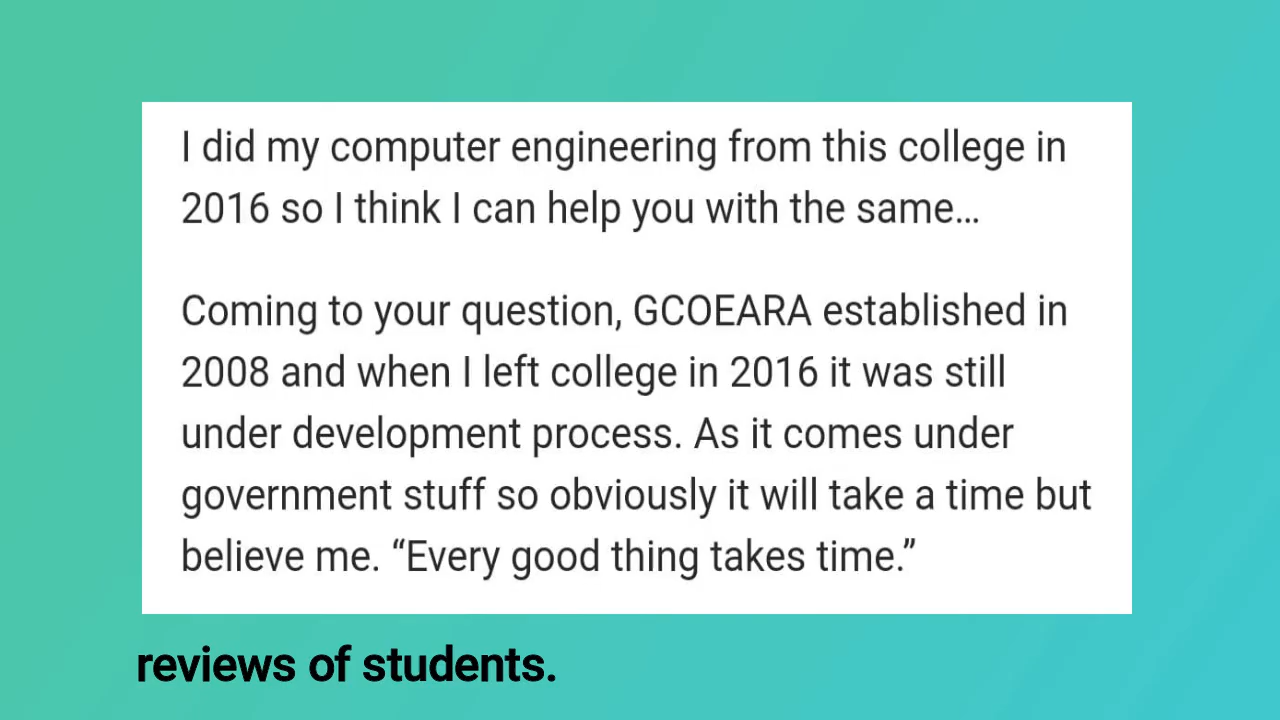 I did my computer engineering from this college in
2016 so I think I can help you with the same…
Coming to your question, GCOEARA established in
2008 and when I left college in 2016 it was still
under development process. As it comes under
government stuff so obviously it will take a time but
believe me. “Every good thing takes time.”
reviews of students.